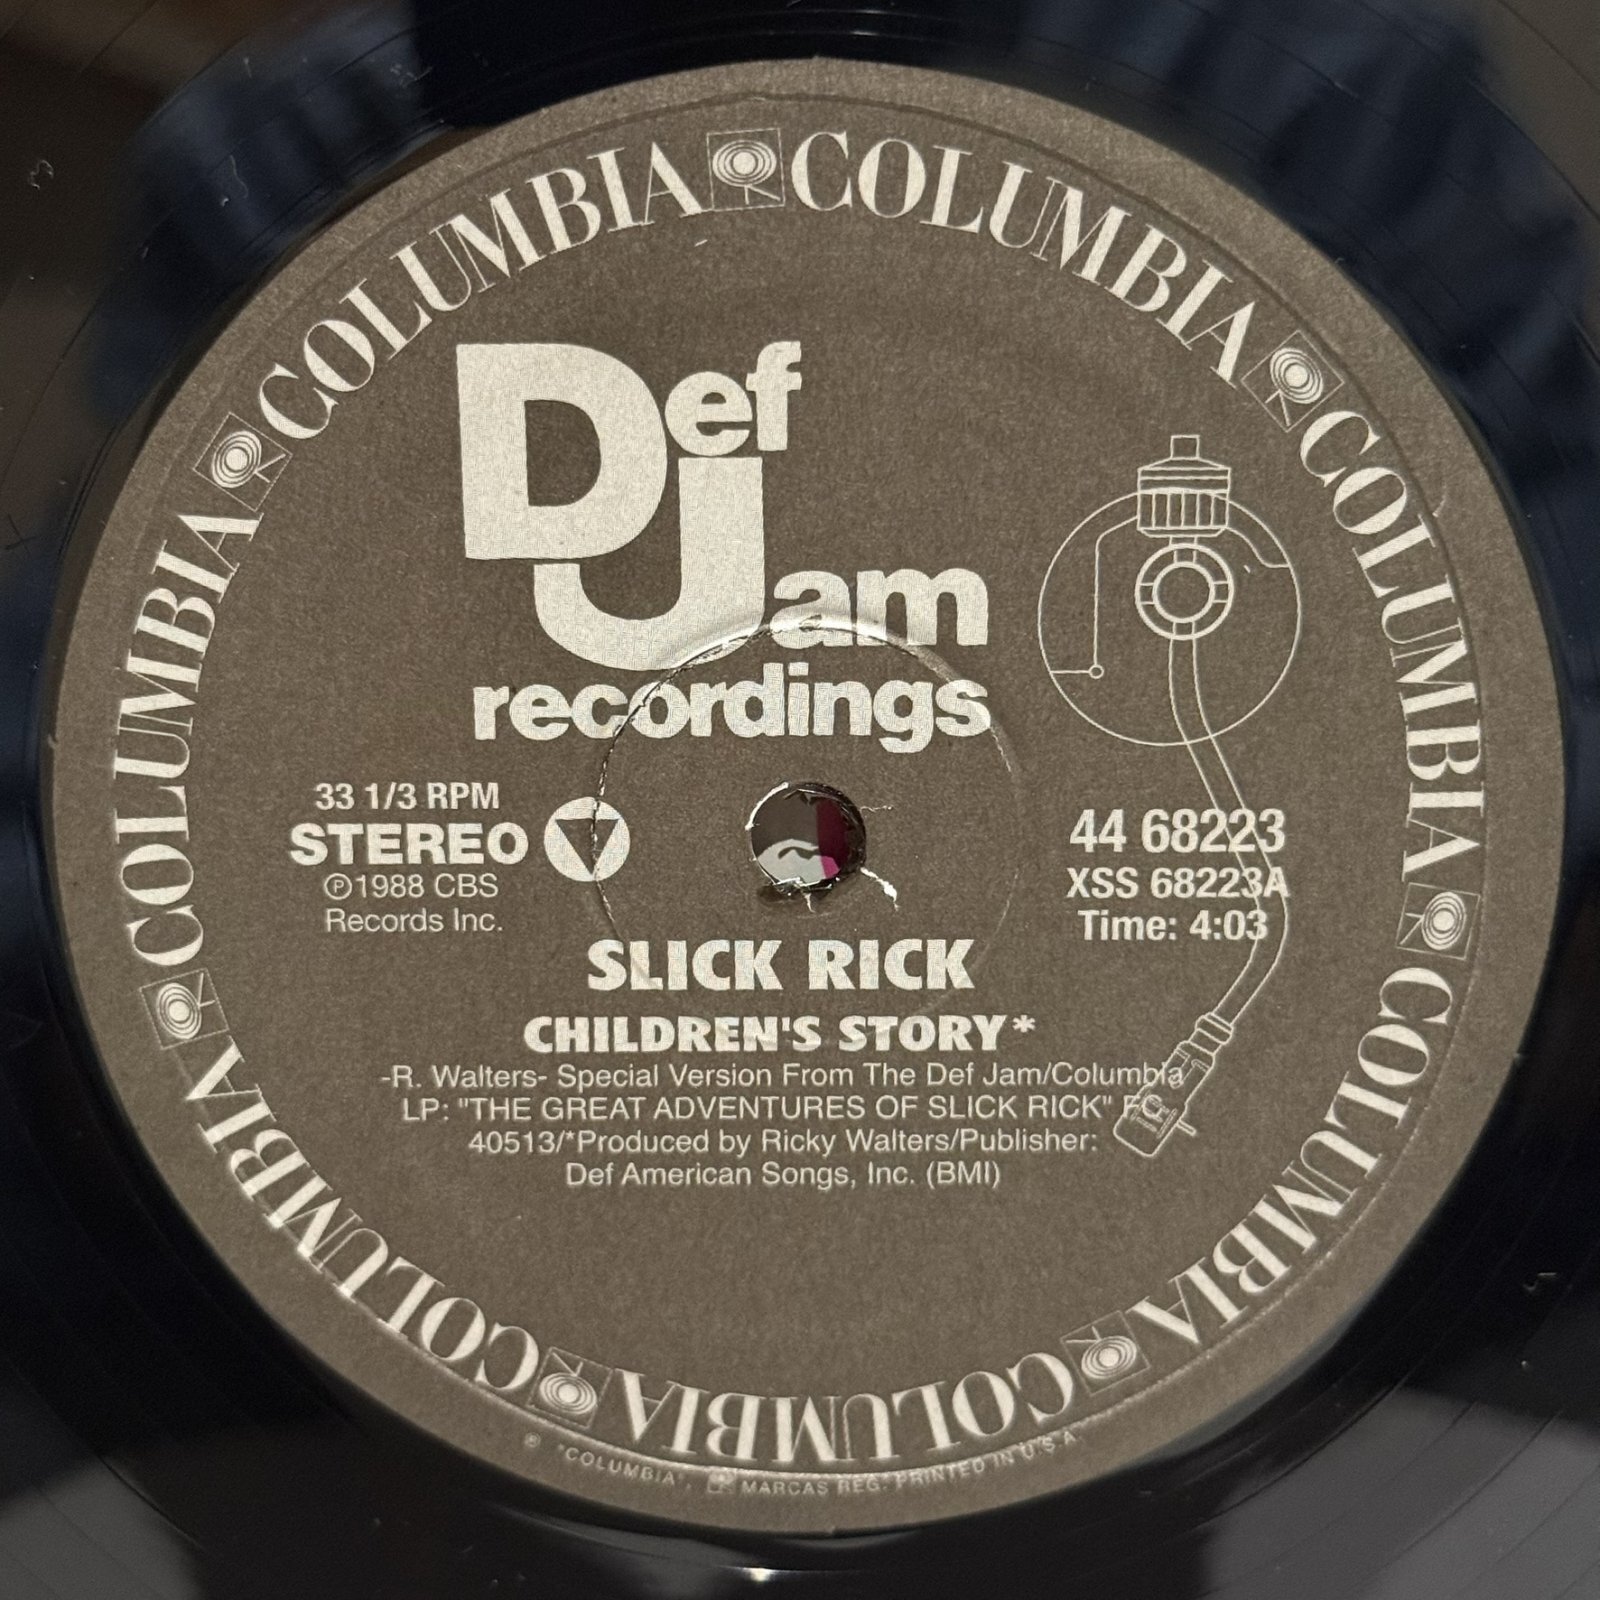 COLUMBIA COLUMBIA COLUMBIA COLUMBIA COLUMBIA COLUMBIA COLUMBIA COLUMBIA
Def
Jam
recordings
33 1/3 RPM
STEREO
Ⓟ1988 CBS
Records Inc.
44 68223
XSS 68223A
Time: 4:03
SLICK RICK
CHILDREN'S STORY*
-R. Walters- Special Version From The Def Jam/Columbia
LP: "THE GREAT ADVENTURES OF SLICK RICK" FC
40513/*Produced by Ricky Walters/Publisher:
Def American Songs, Inc. (BMI)
® "COLUMBIA", MARCAS REG. PRINTED IN U.S.A.